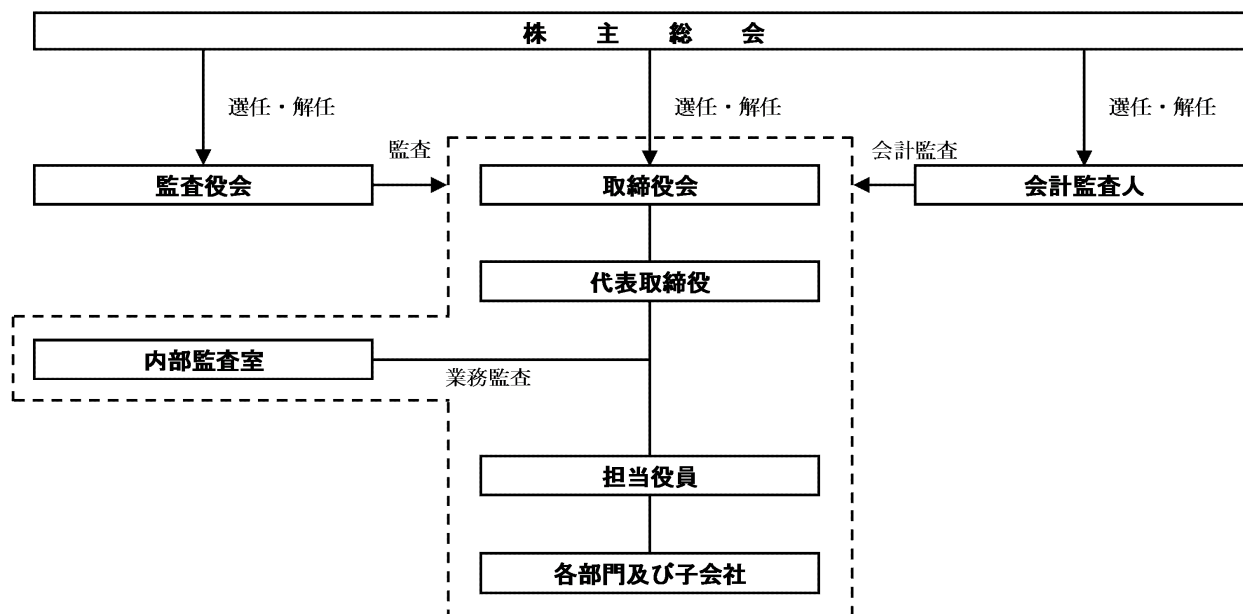 株主総会
選任・解任
選任・解任
選任・解任
監査
会計監査
監査役会
取締役会
会計監査人
代表取締役
内部監査室
業務監査
担当役員
各部門及び子会社